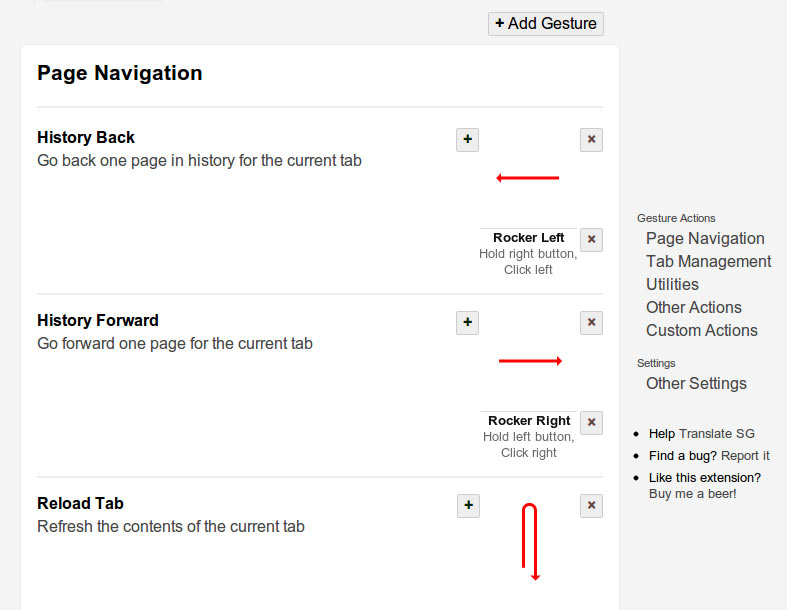 + Add Gesture
Page Navigation
History Back
+
×
Go back one page in history for the current tab
Rocker Left
×
Hold right button,
Click left
History Forward
+
×
Go forward one page for the current tab
Rocker Right
×
Hold left button,
Click right
Reload Tab
+
×
Refresh the contents of the current tab
Gesture Actions
Page Navigation
Tab Management
Utilities
Other Actions
Custom Actions
Settings
Other Settings
• Help Translate SG
• Find a bug? Report it
• Like this extension?
Buy me a beer!